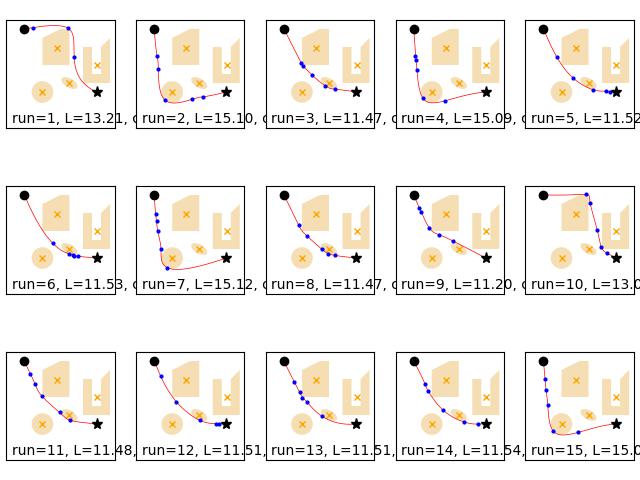 run=1, L=13.21,
run=2, L=15.10,
run=3, L=11.47,
run=4, L=15.09,
run=5, L=11.52
run=6, L=11.53,
run=7, L=15.12,
run=8, L=11.47,
run=9, L=11.20,
run=10, L=13.0
run=11, L=11.48,
run=12, L=11.51,
run=13, L=11.51,
run=14, L=11.54,
run=15, L=15.0